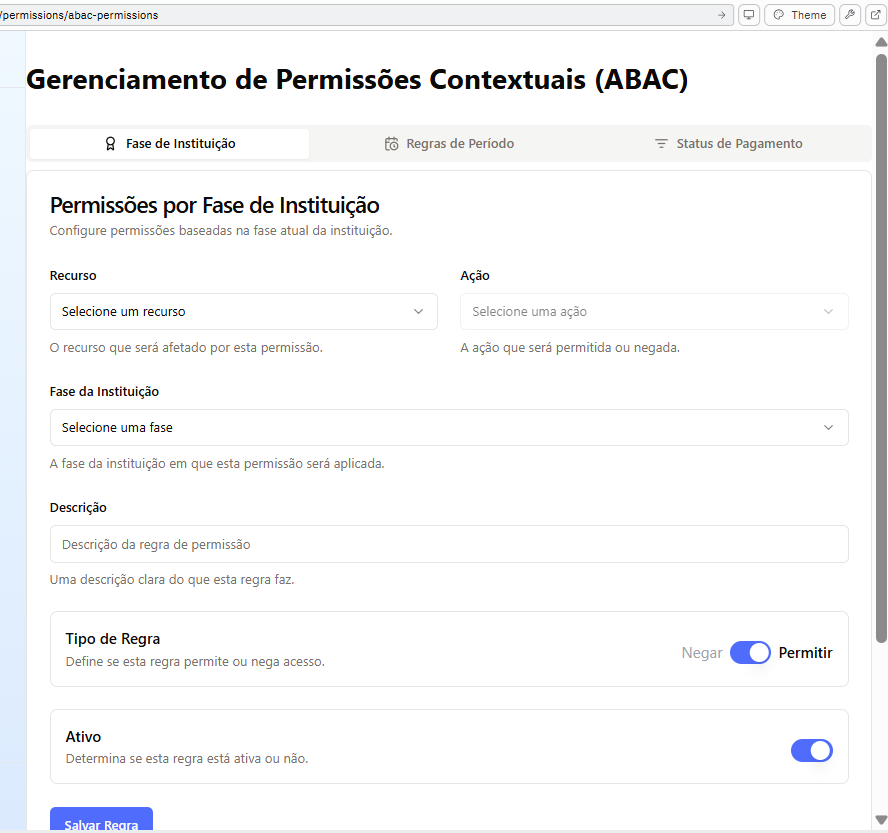 /permissions/abac-permissions
Theme
Gerenciamento de Permissões Contextuais (ABAC)
Fase de Instituição
Regras de Período
Status de Pagamento
Permissões por Fase de Instituição
Configure permissões baseadas na fase atual da instituição.
Recurso
Ação
Selecione um recurso
Selecione uma ação
O recurso que será afetado por esta permissão.
A ação que será permitida ou negada.
Fase da Instituição
Selecione uma fase
A fase da instituição em que esta permissão será aplicada.
Descrição
Descrição da regra de permissão
Uma descrição clara do que esta regra faz.
Tipo de Regra
Define se esta regra permite ou nega acesso.
Negar
Permitir
Ativo
Determina se esta regra está ativa ou não.
Salvar Regra